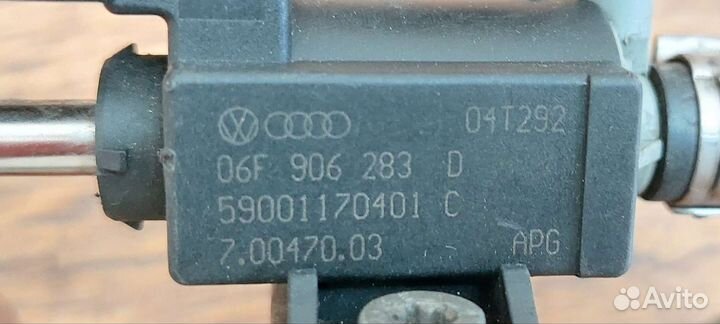 04T292
06F 906 283 D
59001170401 C
7.00470.03 APG
Avito